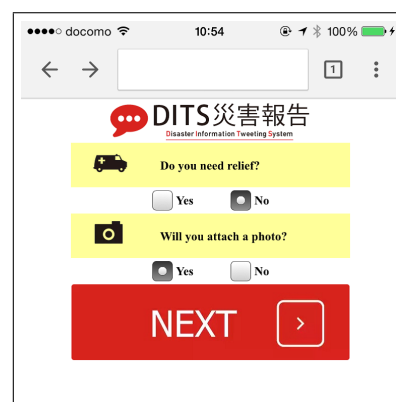 docomo 10:54 100%
1
DITS災害報告
Disaster Information Tweeting System
Do you need relief?
Yes No
Will you attach a photo?
Yes No
NEXT